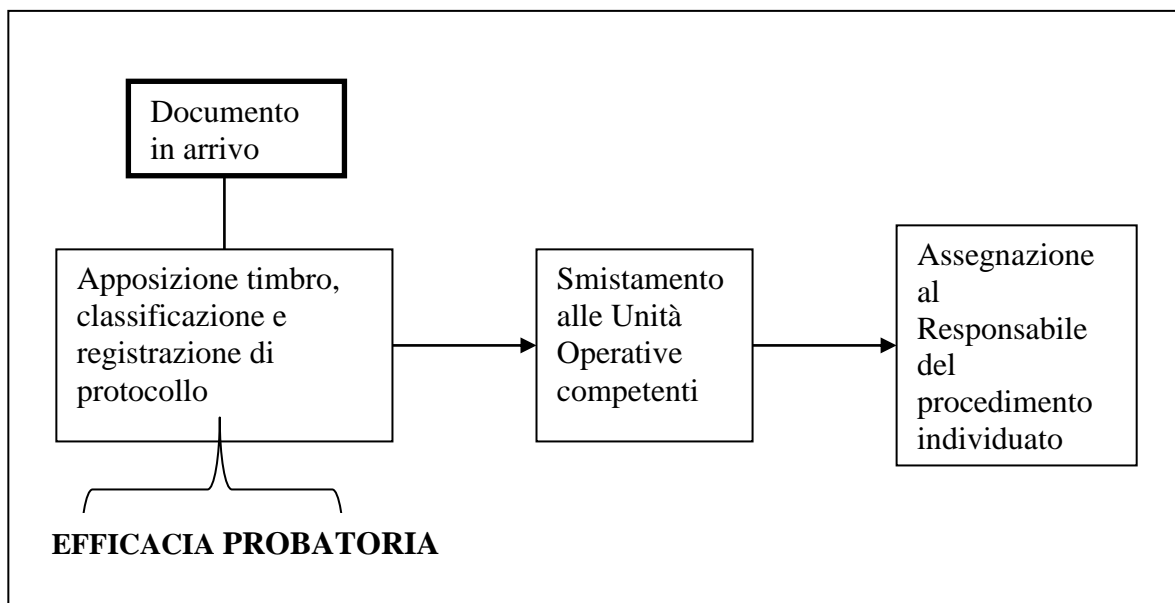 Documento
in arrivo
Apposizione timbro,
classificazione e
registrazione di
protocollo
Smistamento
alle Unità
Operative
competenti
Assegnazione
al
Responsabile
del
procedimento
individuato
EFFICACIA PROBATORIA